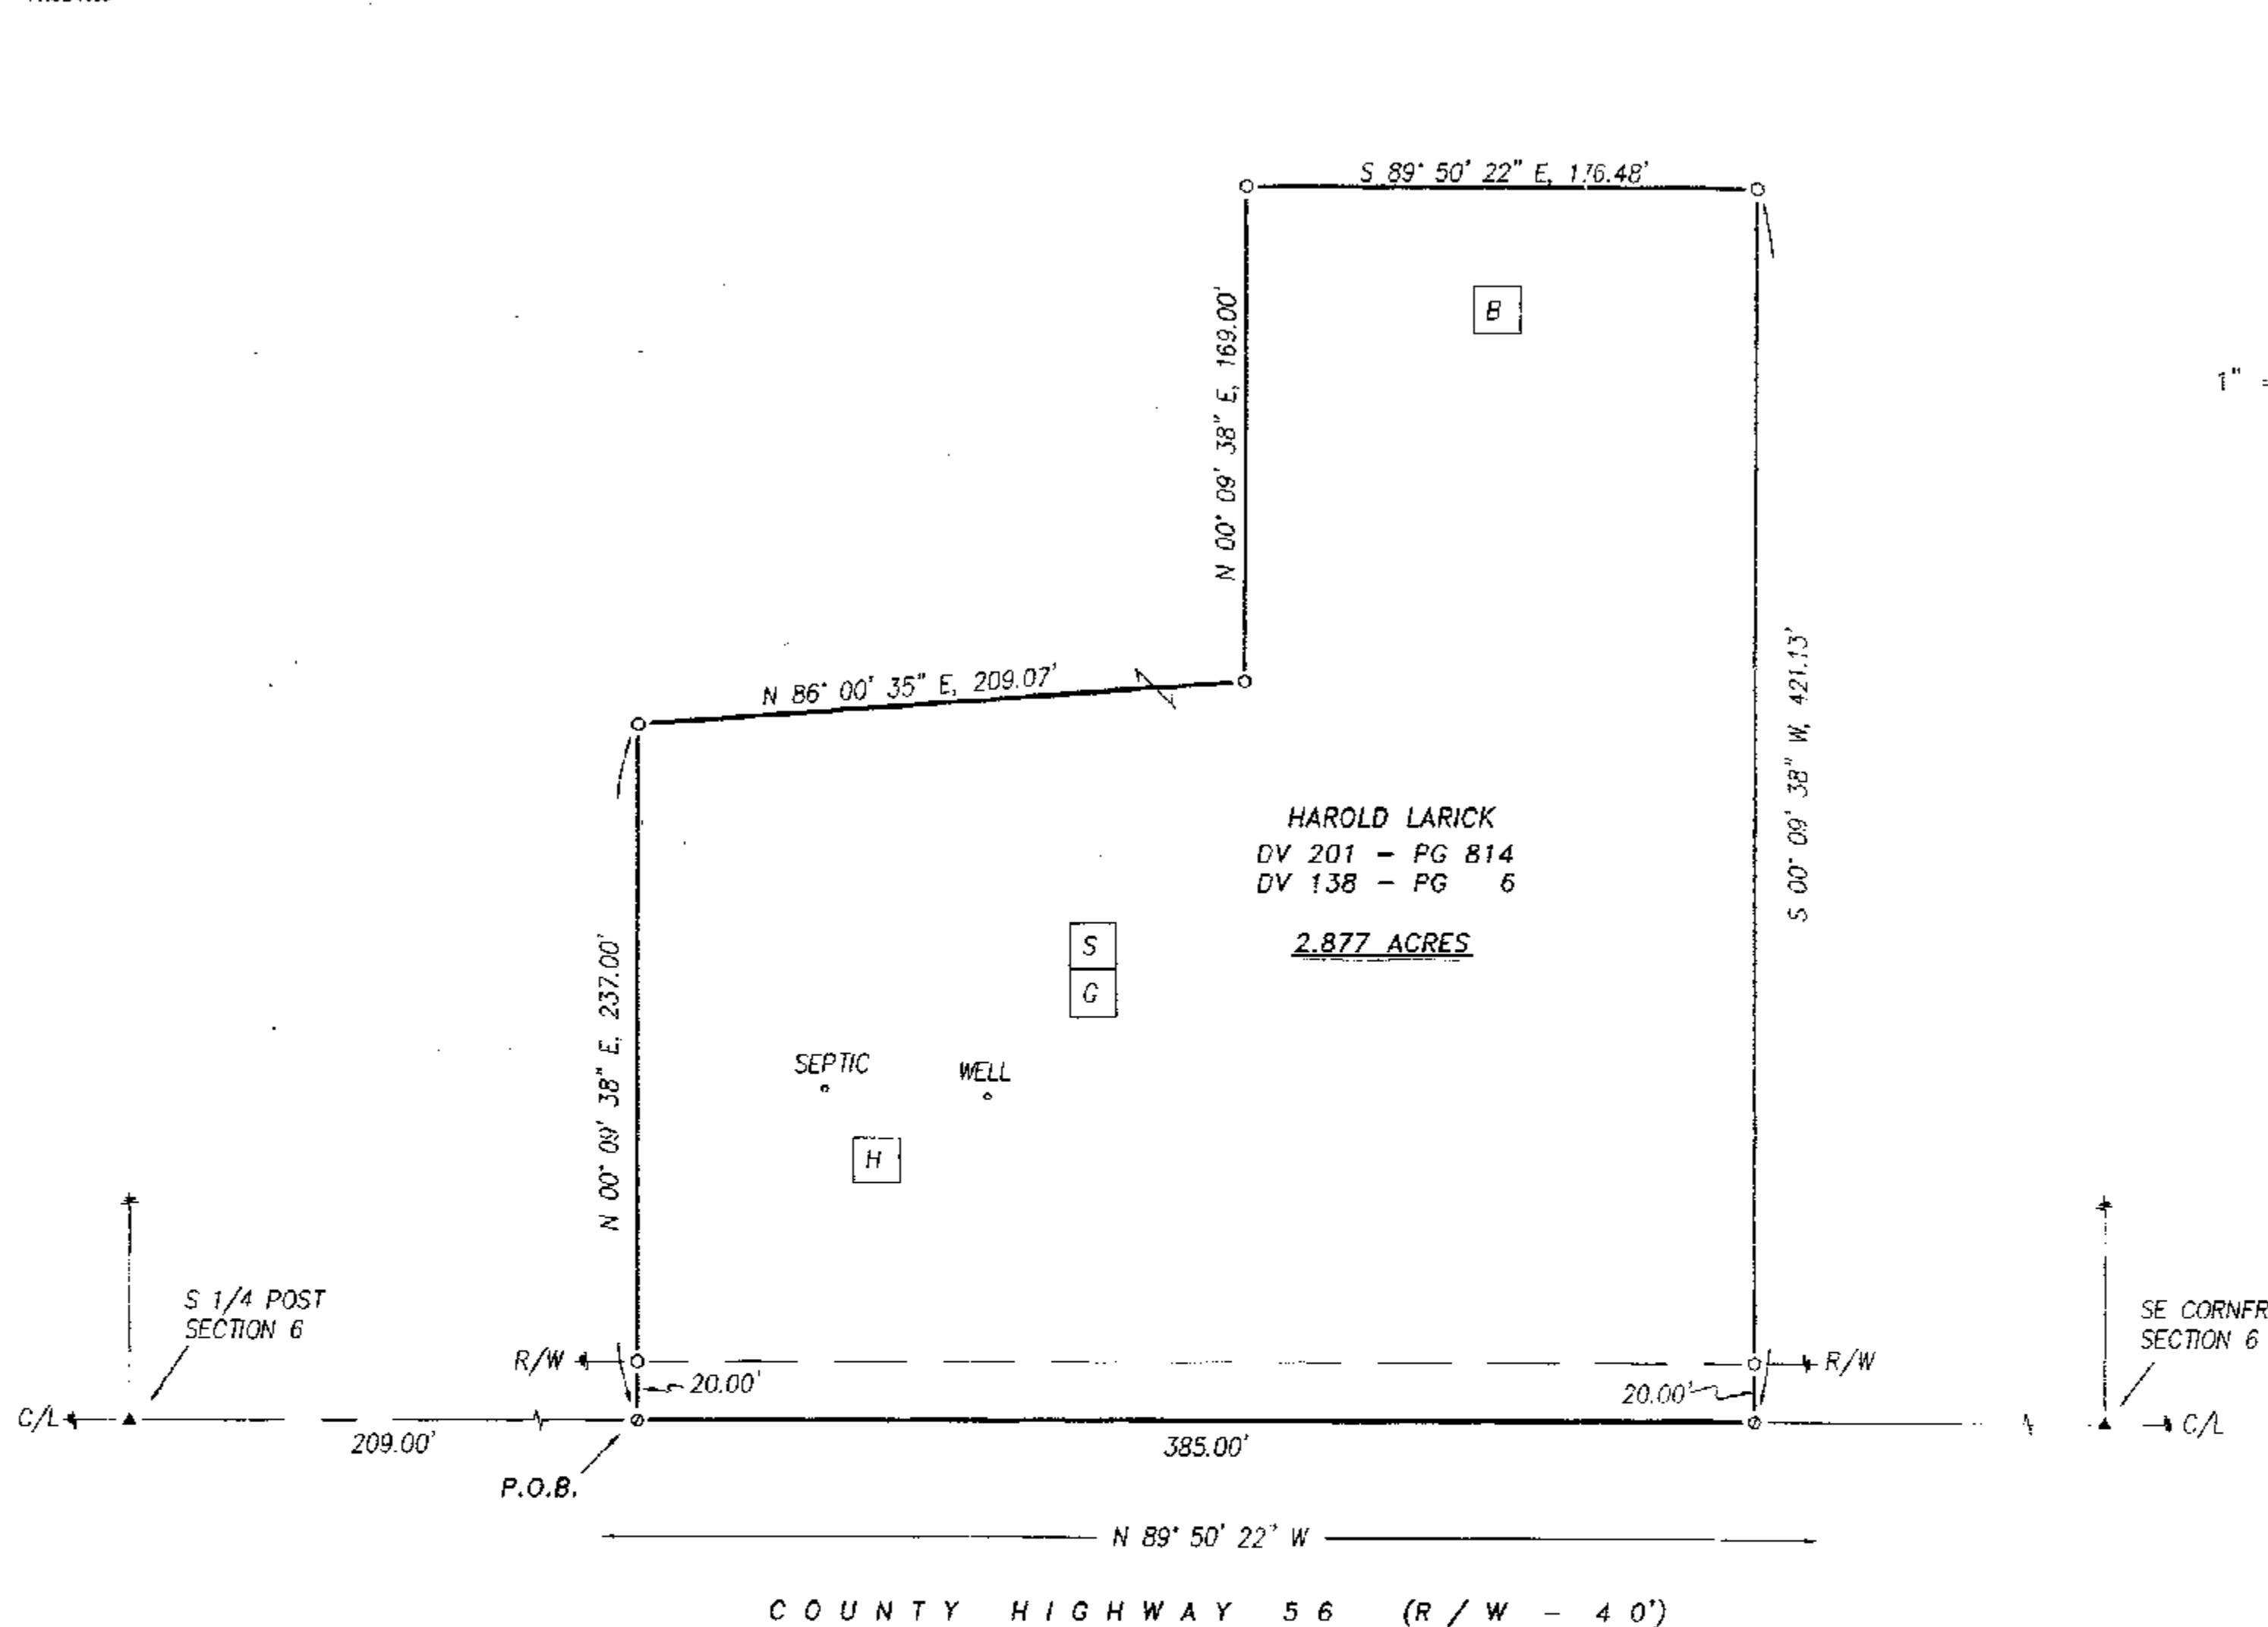 S 89° 50' 22" E, 176.48'
B
1" =
N 00° 09' 38" E, 169.00'
N 86° 00' 35" E, 209.07'
S 00° 09' 38" W, 421.13'
HAROLD LARICK
DV 201 - PG 814
DV 138 - PG 6
2.877 ACRES
S
G
N 00° 09' 38" E, 237.00'
SEPTIC
WELL
H
S 1/4 POST
SECTION 6
SE CORNER
SECTION 6
R/W
R/W
20.00'
20.00'
C/L
C/L
209.00'
385.00'
P.O.B.
N 89° 50' 22" W
COUNTY HIGHWAY 56 (R/W - 40')